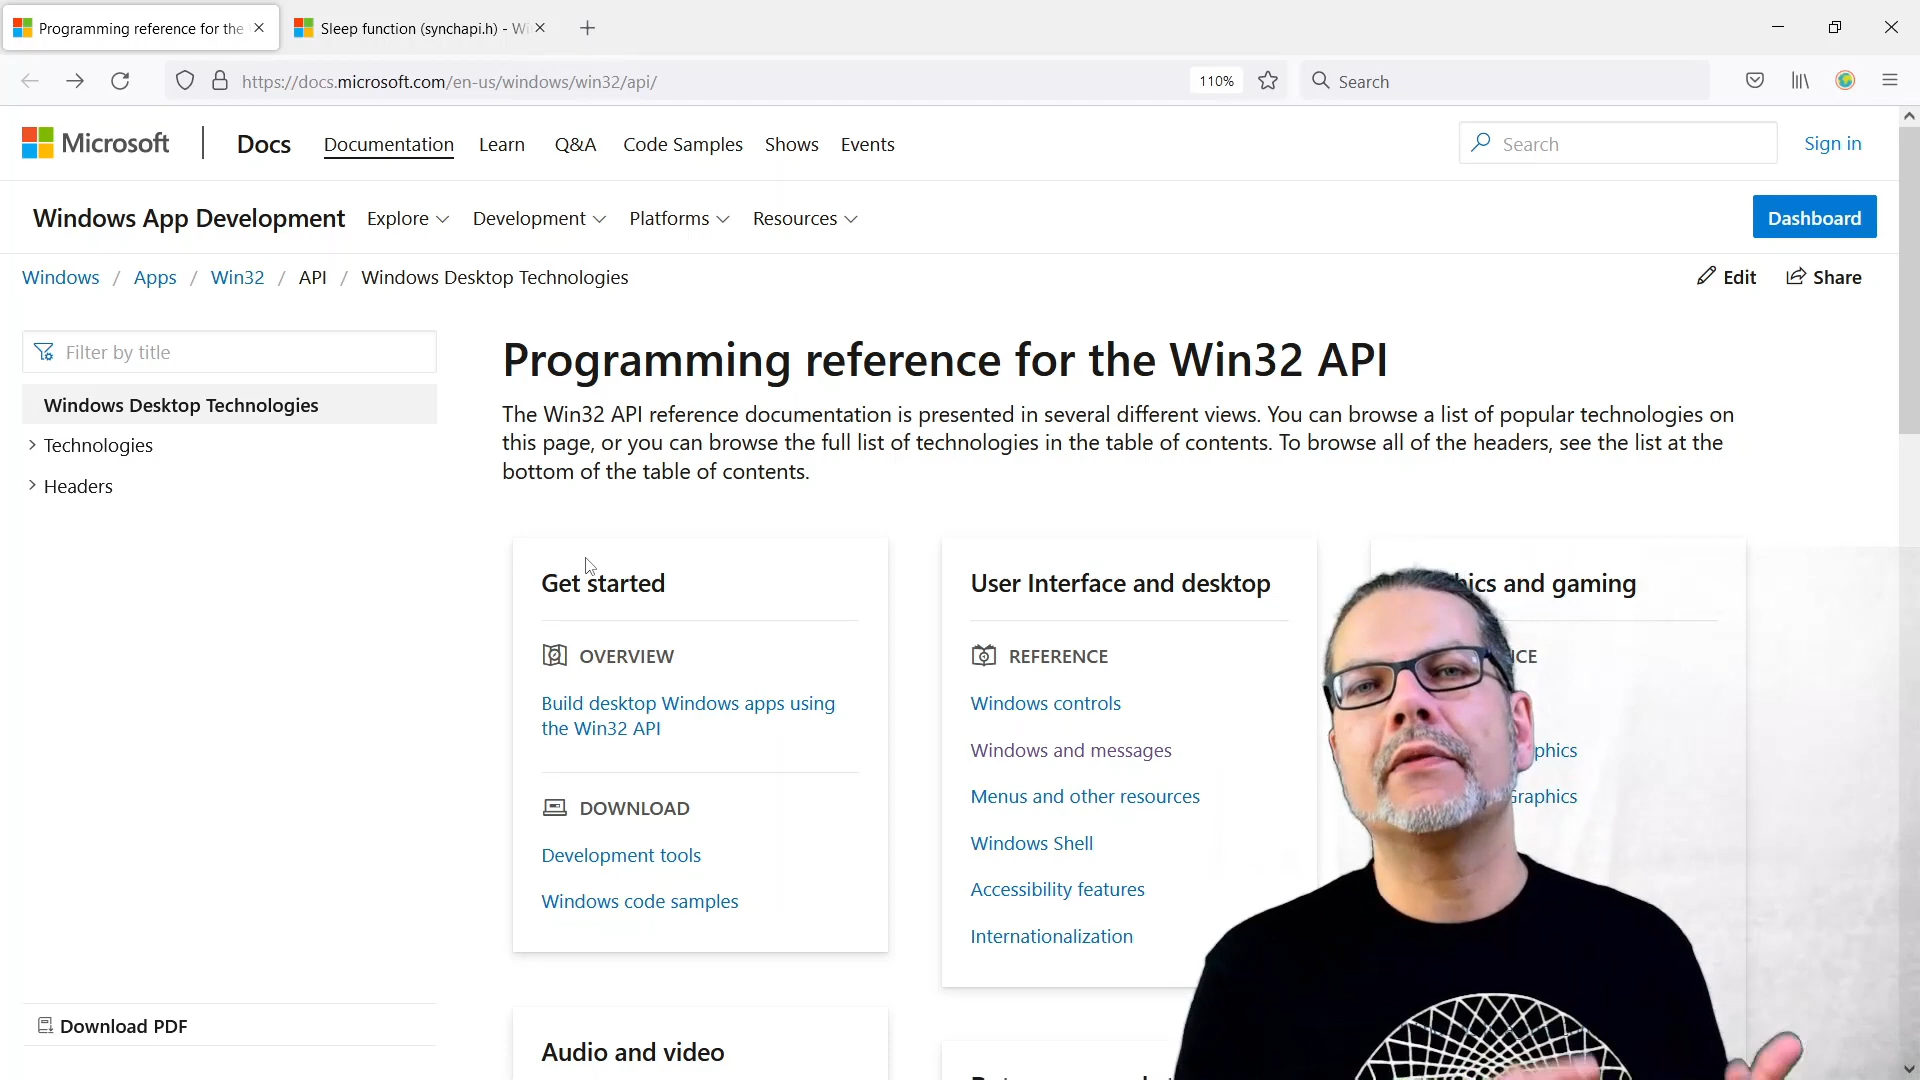 Programming reference for the
Sleep function (synchapi.h) - Wi
https://docs.microsoft.com/en-us/windows/win32/api/
110%
Search
Microsoft
Docs
Documentation
Learn
Q&A
Code Samples
Shows
Events
Search
Sign in
Windows App Development
Explore
Development
Platforms
Resources
Dashboard
Windows / Apps / Win32 / API / Windows Desktop Technologies
Edit
Share
Filter by title
Windows Desktop Technologies
Technologies
Headers
Download PDF
Programming reference for the Win32 API
The Win32 API reference documentation is presented in several different views. You can browse a list of popular technologies on
this page, or you can browse the full list of technologies in the table of contents. To browse all of the headers, see the list at the
bottom of the table of contents.
Get started
OVERVIEW
Build desktop Windows apps using
the Win32 API
DOWNLOAD
Development tools
Windows code samples
User Interface and desktop
REFERENCE
Windows controls
Windows and messages
Menus and other resources
Windows Shell
Accessibility features
Internationalization
and gaming
Audio and video